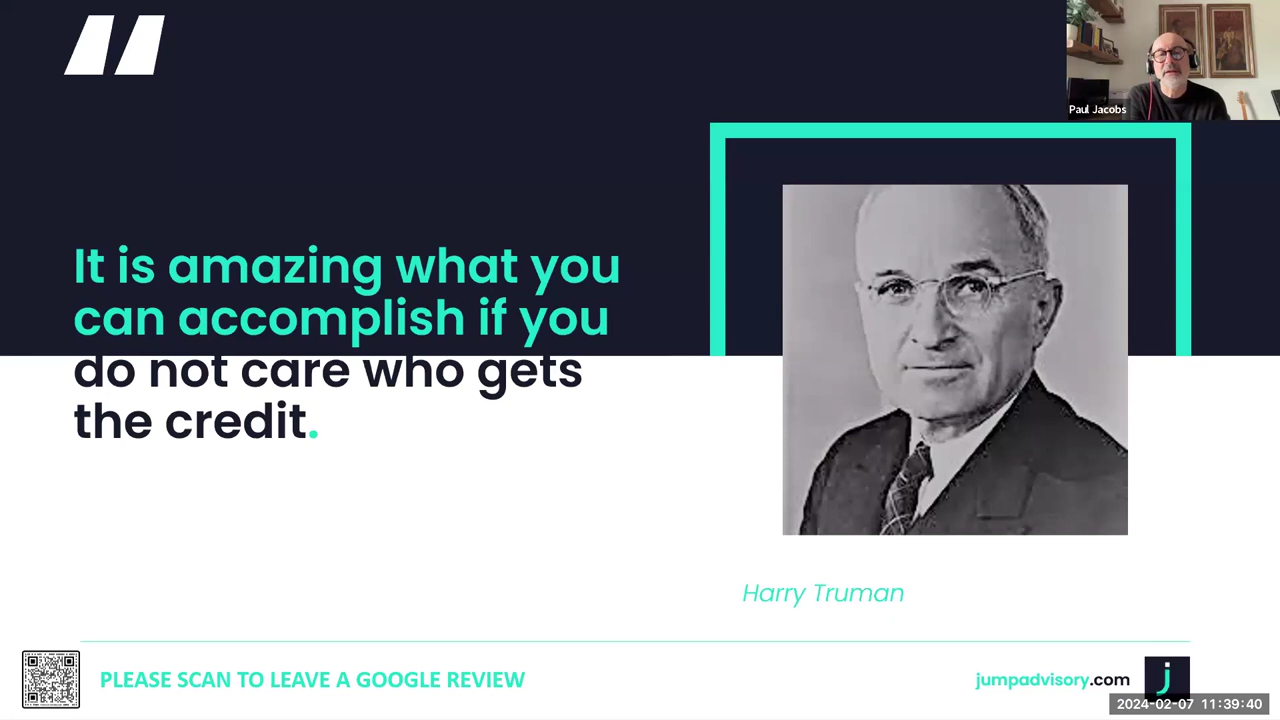 Paul Jacobs
It is amazing what you
can accomplish if you
do not care who gets
the credit.
Harry Truman
PLEASE SCAN TO LEAVE A GOOGLE REVIEW
jumpadvisory.com
j
2024-02-07 11:39:40